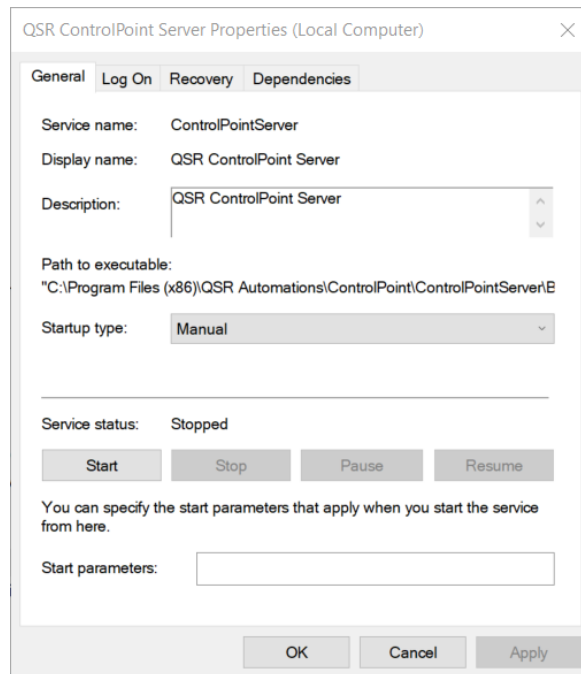 QSR ControlPoint Server Properties (Local Computer)
General Log On Recovery Dependencies
Service name: ControlPointServer
Display name: QSR ControlPoint Server
Description: QSR ControlPoint Server
Path to executable:
"C:\Program Files (x86)\QSR Automations\ControlPoint\ControlPointServer\B
Startup type: Manual
Service status: Stopped
Start Stop Pause Resume
You can specify the start parameters that apply when you start the service
from here.
Start parameters:
OK Cancel Apply